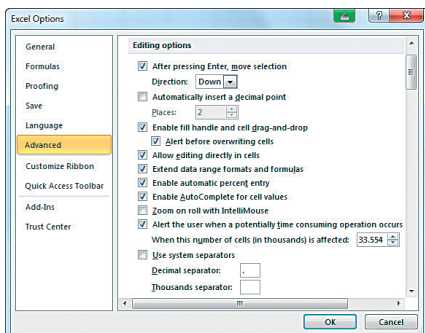 Excel Options
General
Formulas
Proofing
Save
Language
Advanced
Customize Ribbon
Quick Access Toolbar
Add-Ins
Trust Center
Editing options
After pressing Enter, move selection
Direction: Down
Automatically insert a decimal point
Places: 2
Enable fill handle and cell drag-and-drop
Alert before overwriting cells
Allow editing directly in cells
Extend data range formats and formulas
Enable automatic percent entry
Enable AutoComplete for cell values
Zoom on roll with IntelliMouse
Alert the user when a potentially time consuming operation occurs
When this number of cells (in thousands) is affected: 33.554
Use system separators
Decimal separator: .
Thousands separator:
OK Cancel